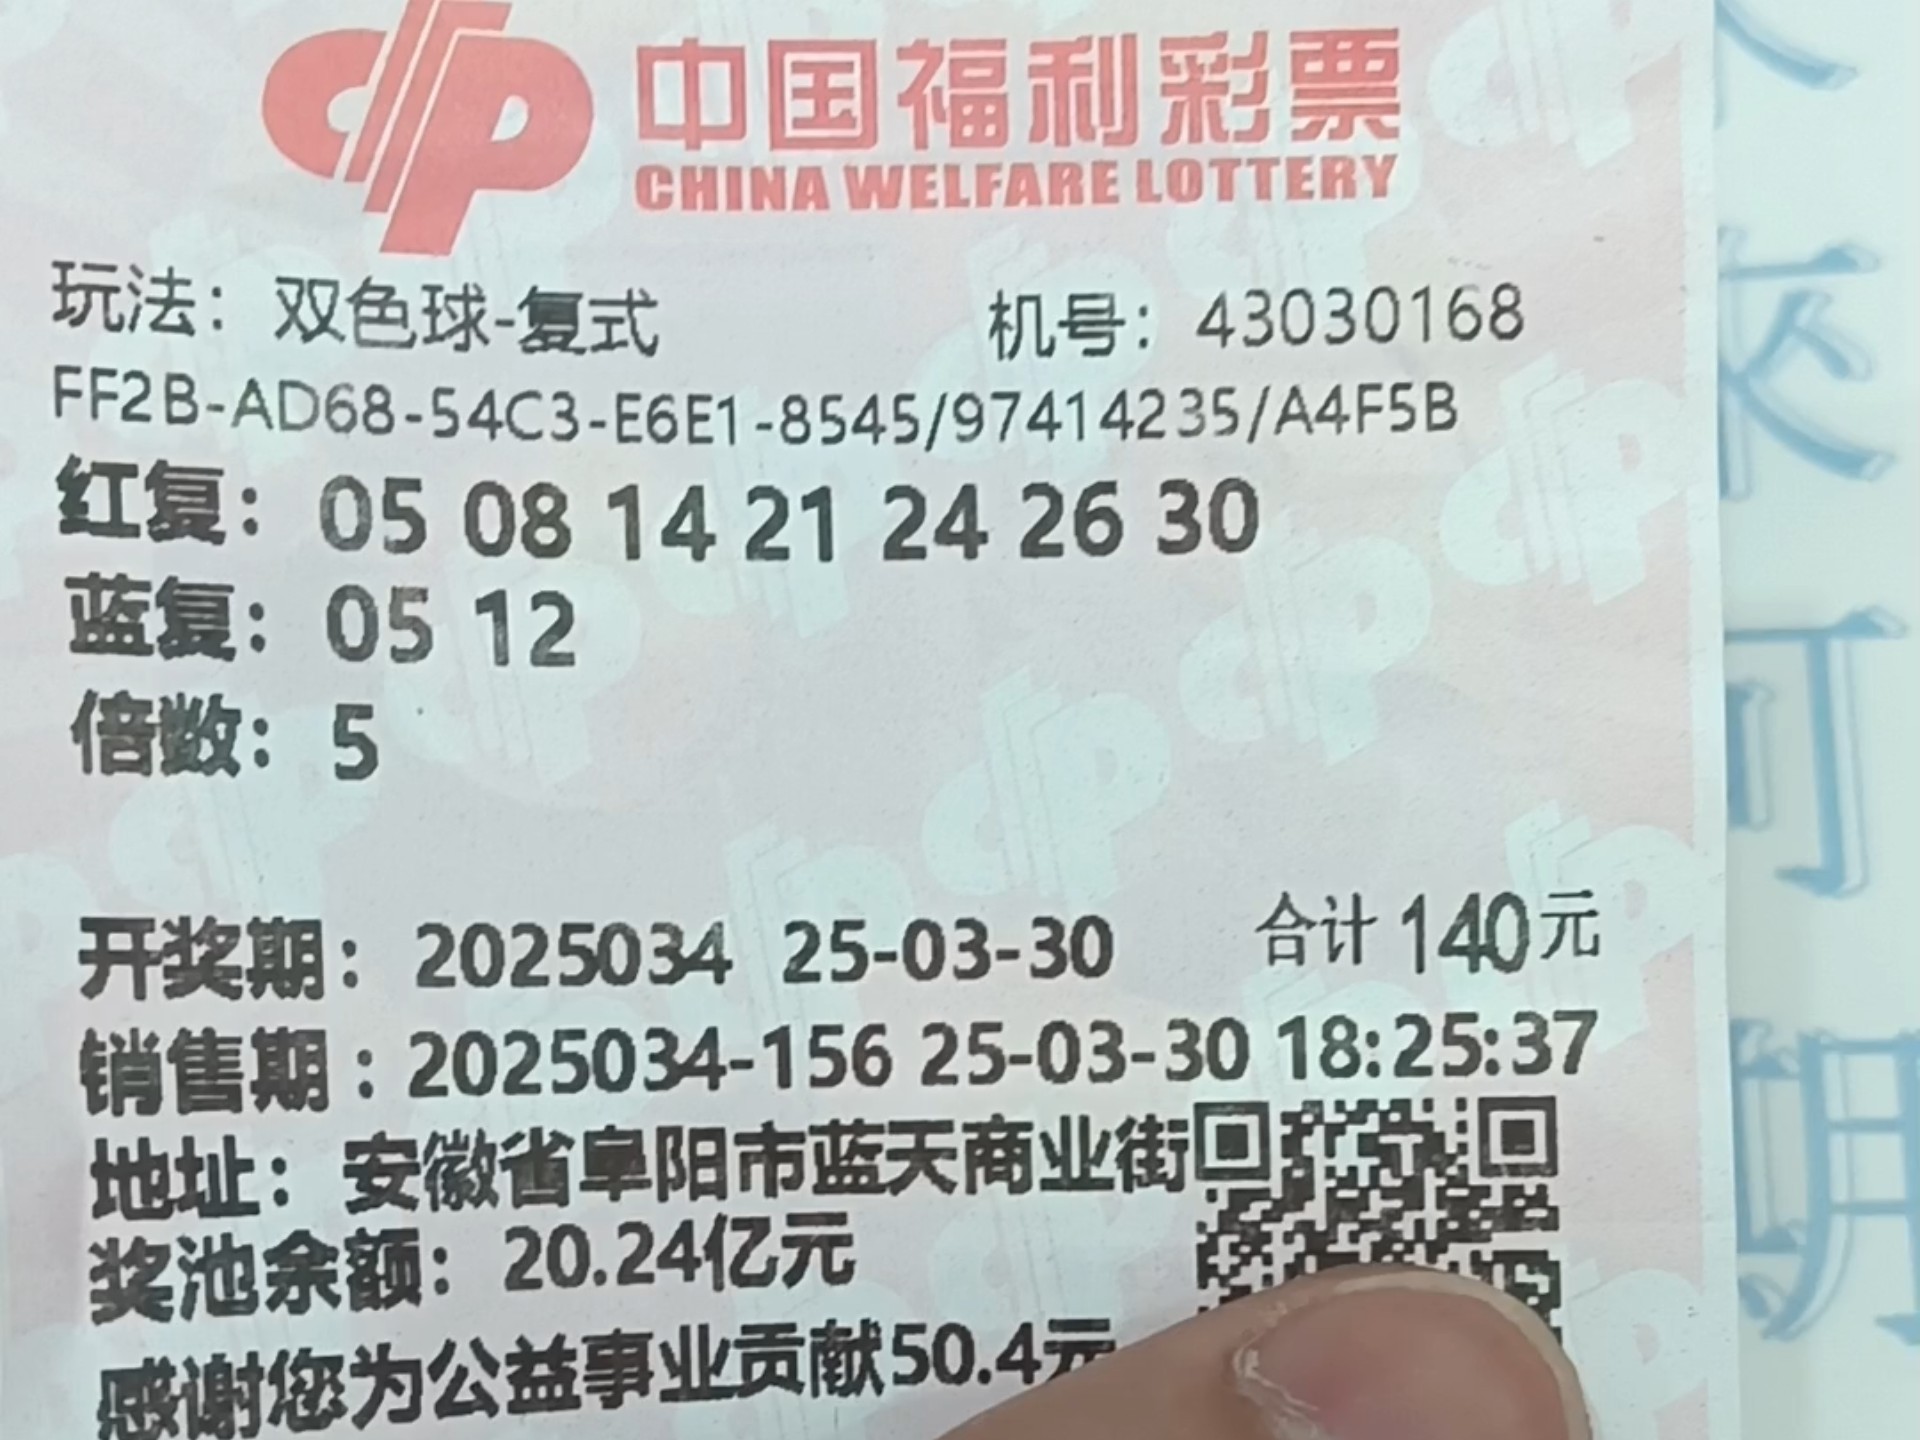 中国福利彩票
CHINA WELFARE LOTTERY
玩法：双色球-复式 机号：43030168
FF2B-AD68-54C3-E6E1-8545/97414235/A4F5B
红复：05 08 14 21 24 26 30
蓝复：05 12
倍数：5
开奖期：2025034 25-03-30 合计140元
销售期：2025034-156 25-03-30 18:25:37
地址：安徽省阜阳市蓝天商业街
奖池余额：20.24亿元
感谢您为公益事业贡献50.4元
来
可